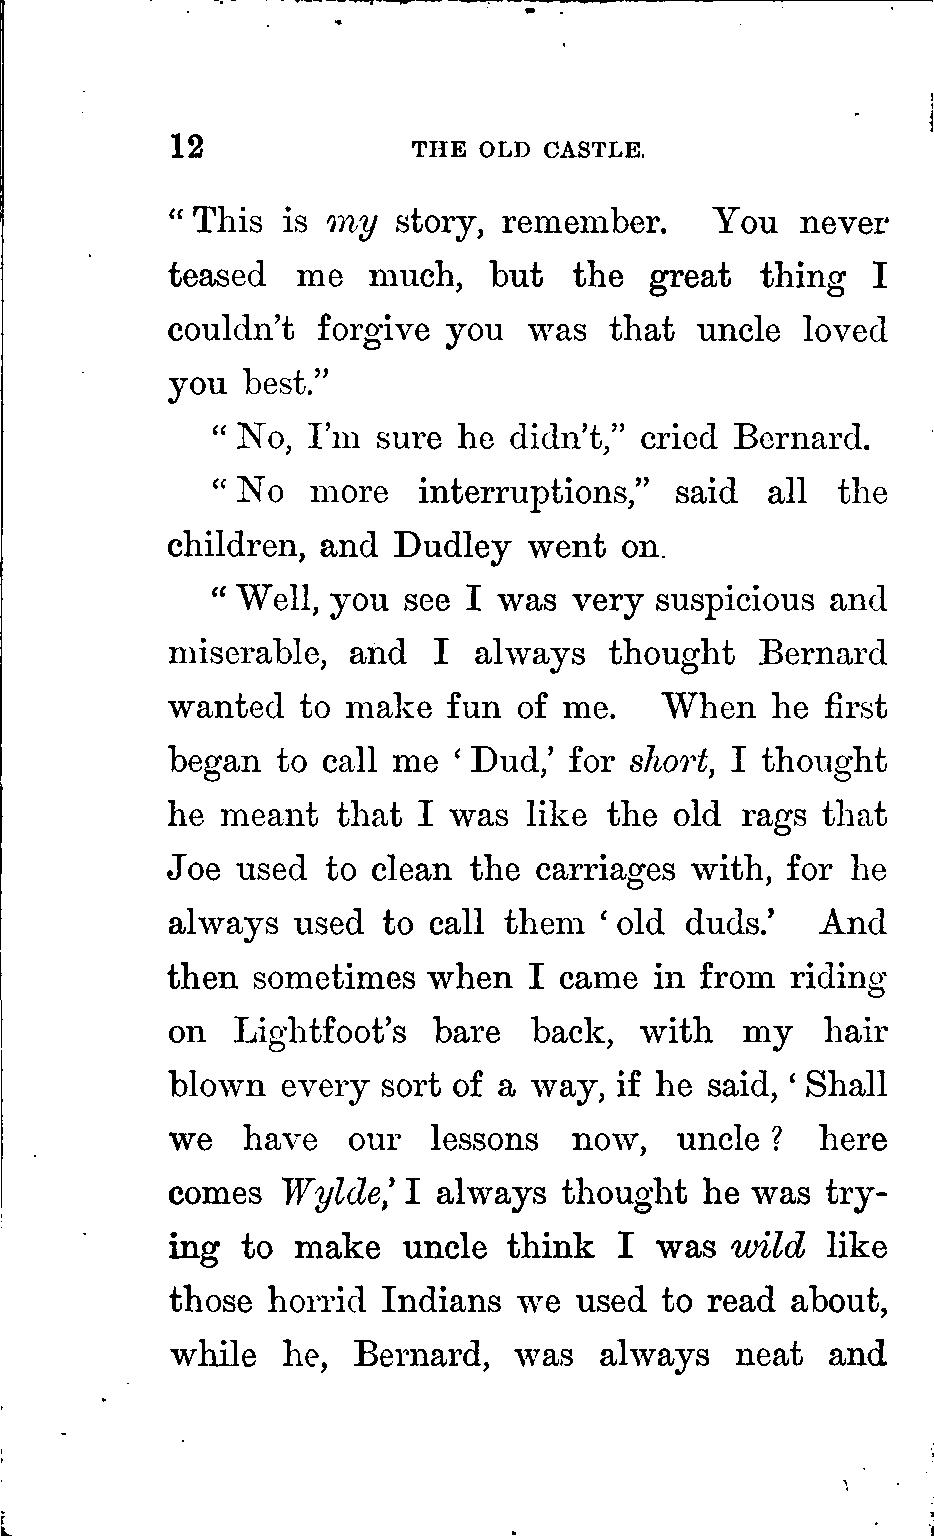 12 THE OLD CASTLE.
“This is my story, remember. You never
teased me much, but the great thing I
couldn’t forgive you was that uncle loved
you best.”
“No, I’m sure he didn’t,” cried Bernard.
“No more interruptions,” said all the
children, and Dudley went on.
“Well, you see I was very suspicious and
miserable, and I always thought Bernard
wanted to make fun of me. When he first
began to call me ‘Dud,’ for short, I thought
he meant that I was like the old rags that
Joe used to clean the carriages with, for he
always used to call them ‘old duds.’ And
then sometimes when I came in from riding
on Lightfoot’s bare back, with my hair
blown every sort of a way, if he said, ‘Shall
we have our lessons now, uncle? here
comes Wylde,’ I always thought he was try-
ing to make uncle think I was wild like
those horrid Indians we used to read about,
while he, Bernard, was always neat and